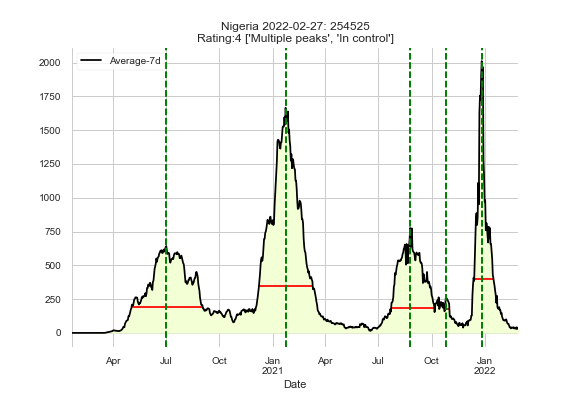 Nigeria 2022-02-27: 254525
Rating:4 ['Multiple peaks', 'In control']
Average-7d
2000
1750
1500
1250
1000
750
500
250
0
Apr Jul Oct Jan Apr Jul Oct Jan
2021 2022
Date